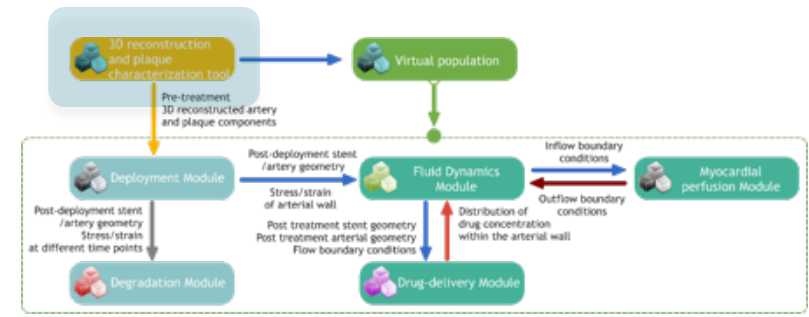 3D reconstruction
and plaque
characterization tool
Virtual population
Pre-treatment
3D reconstructed artery
and plaque components
Deployment Module
Post-deployment stent
/artery geometry
Stress/strain
of arterial wall
Fluid Dynamics
Module
Inflow boundary
conditions
Outflow boundary
conditions
Myocardial
perfusion Module
Post-deployment stent
/artery geometry
Stress/strain
at different time points
Post treatment stent geometry
Post treatment arterial geometry
Flow boundary conditions
Distribution of
drug concentration
within the arterial wall
Degradation Module
Drug-delivery Module